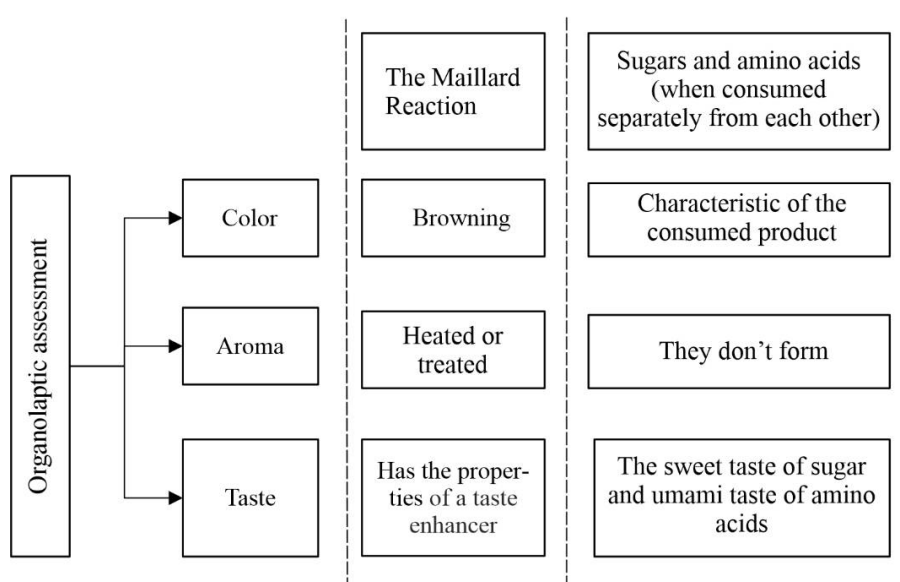 The Maillard
Reaction
Sugars and amino acids
(when consumed
separately from each other)
Organolaptic assessment
Color
Browning
Characteristic of the
consumed product
Aroma
Heated or
treated
They don’t form
Taste
Has the proper-
ties of a taste
enhancer
The sweet taste of sugar
and umami taste of amino
acids